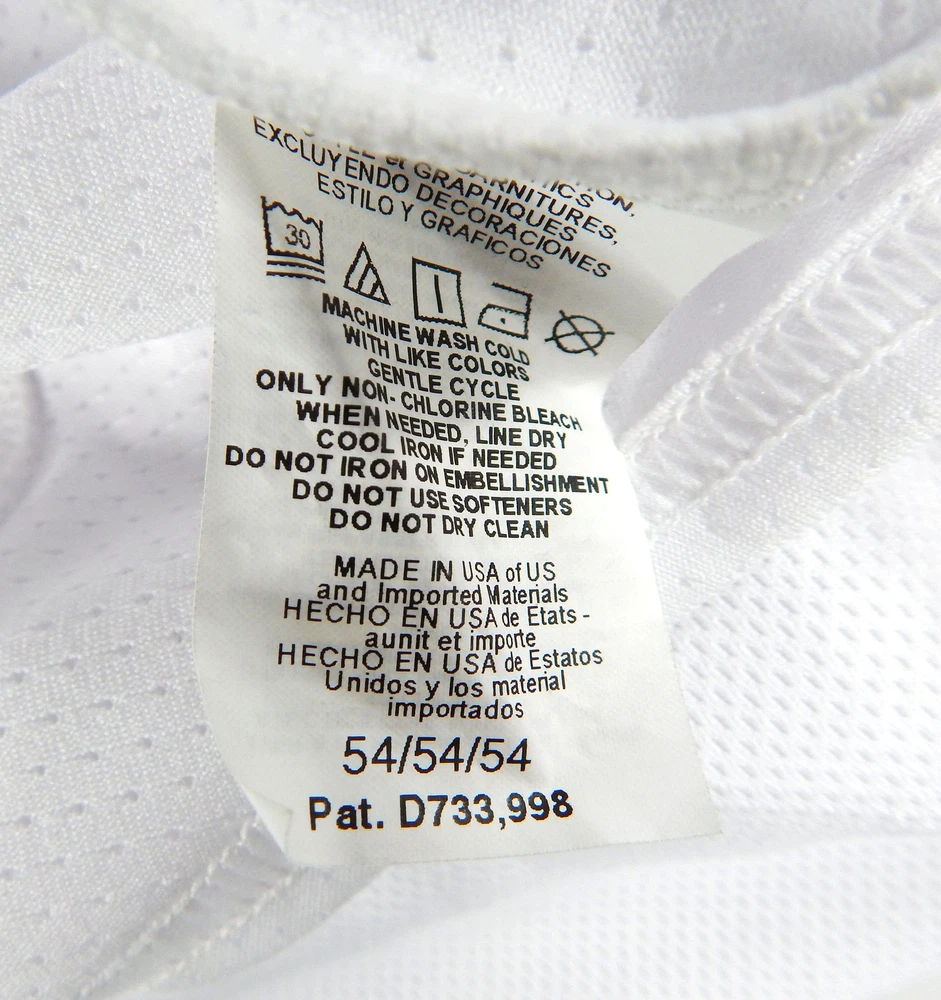 et GRAPHIQUES
EXCLUYENDO DECORACIONES
ESTILO Y GRAFICOS
30
MACHINE WASH COLD
WITH LIKE COLORS
GENTLE CYCLE
ONLY NON-CHLORINE BLEACH
WHEN NEEDED, LINE DRY
COOL IRON IF NEEDED
DO NOT IRON ON EMBELLISHMENT
DO NOT USE SOFTENERS
DO NOT DRY CLEAN
MADE IN USA of US
and Imported Materials
HECHO EN USA de Etats -
aunit et importe
HECHO EN USA de Estatos
Unidos y los material
importados
54/54/54
Pat. D733,998